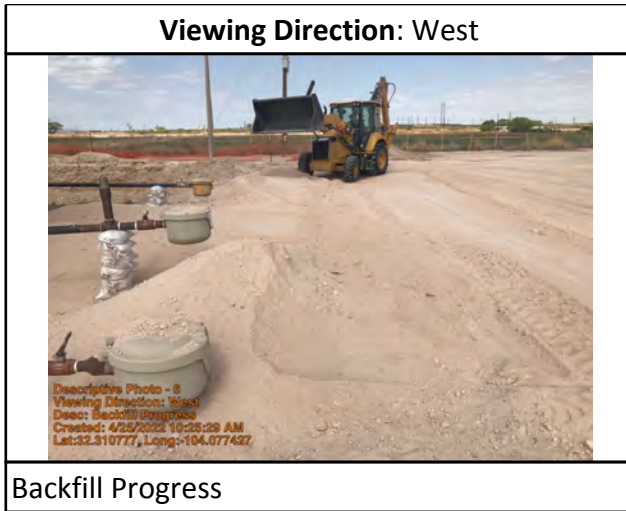 Viewing Direction: West
Descriptive Photo - 6
Viewing Direction: West
Desc: Backfill Progress
Created: 4/25/2022 10:25:29 AM
Lat:32.310777, Long:-104.077427
Backfill Progress